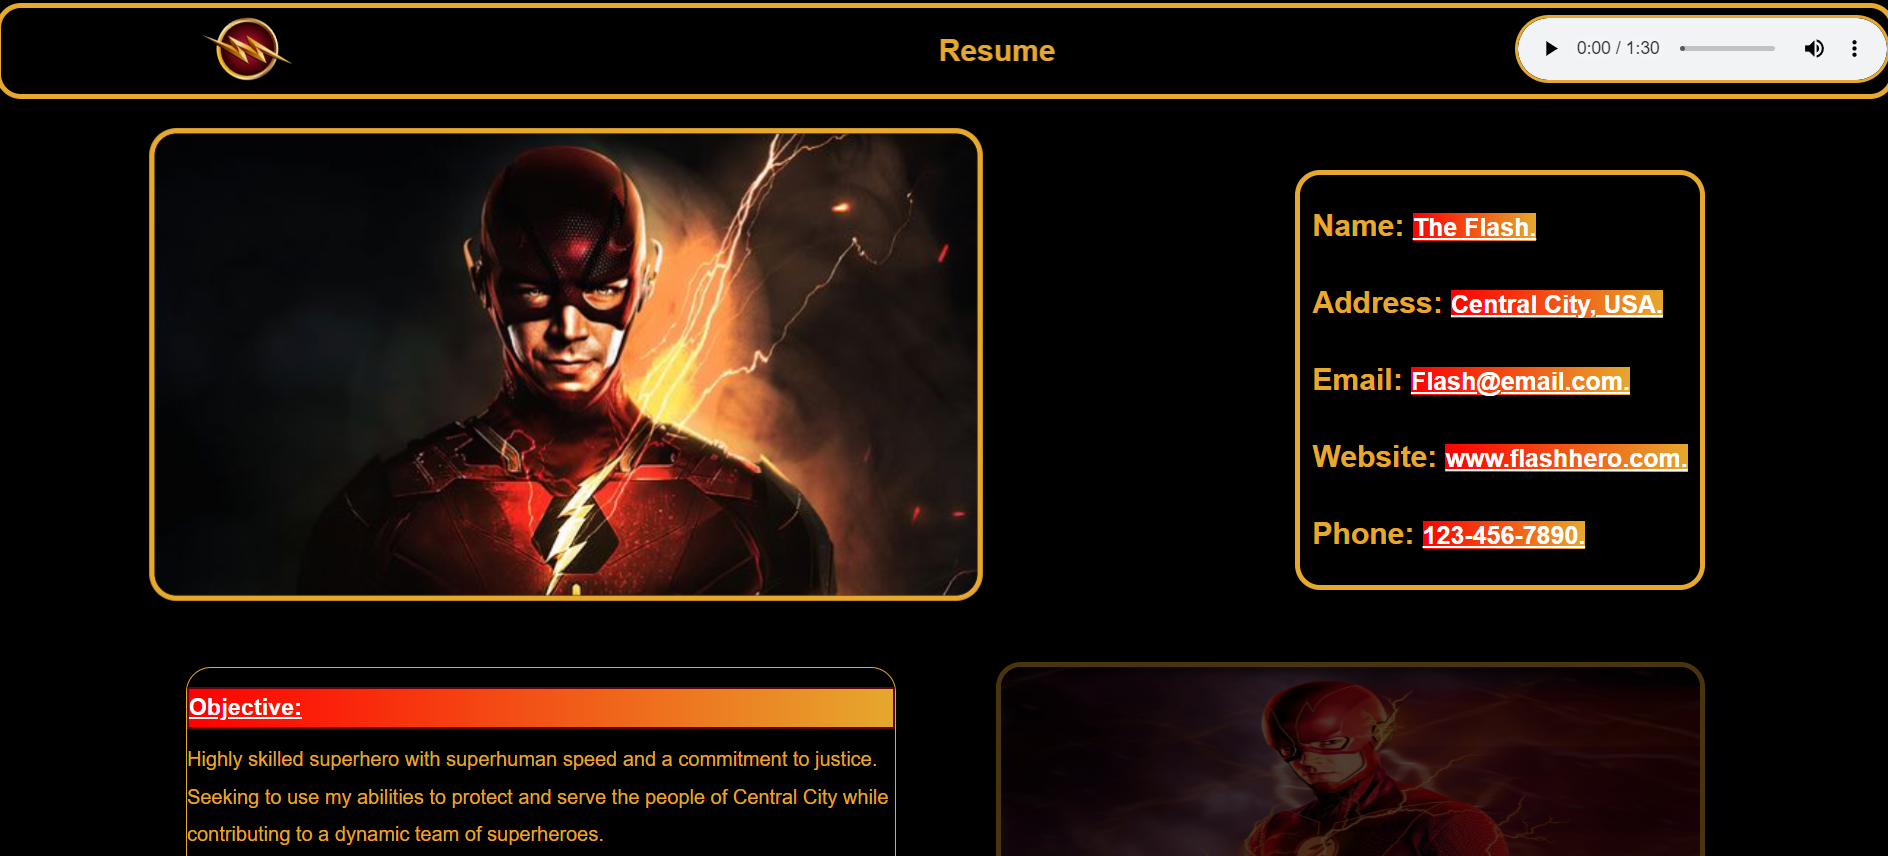 Resume
0:00 / 1:30
Name: The Flash.
Address: Central City, USA.
Email: Flash@email.com.
Website: www.flashhero.com.
Phone: 123-456-7890.
Objective:
Highly skilled superhero with superhuman speed and a commitment to justice.
Seeking to use my abilities to protect and serve the people of Central City while
contributing to a dynamic team of superheroes.